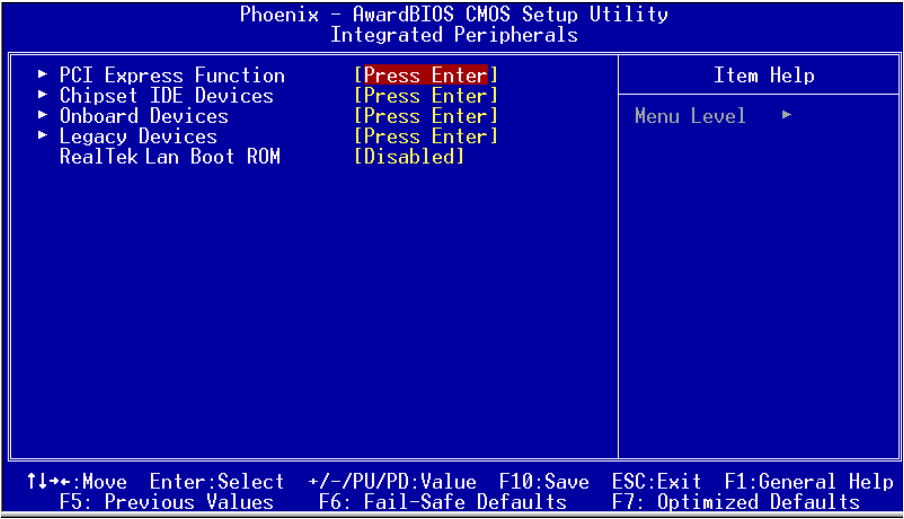 Phoenix - AwardBIOS CMOS Setup Utility
Integrated Peripherals
► PCI Express Function [Press Enter]
► Chipset IDE Devices [Press Enter]
► Onboard Devices [Press Enter]
► Legacy Devices [Press Enter]
RealTek Lan Boot ROM [Disabled]
Item Help
Menu Level ►
↑↓→←:Move Enter:Select +/-/PU/PD:Value F10:Save ESC:Exit F1:General Help
F5: Previous Values F6: Fail-Safe Defaults F7: Optimized Defaults